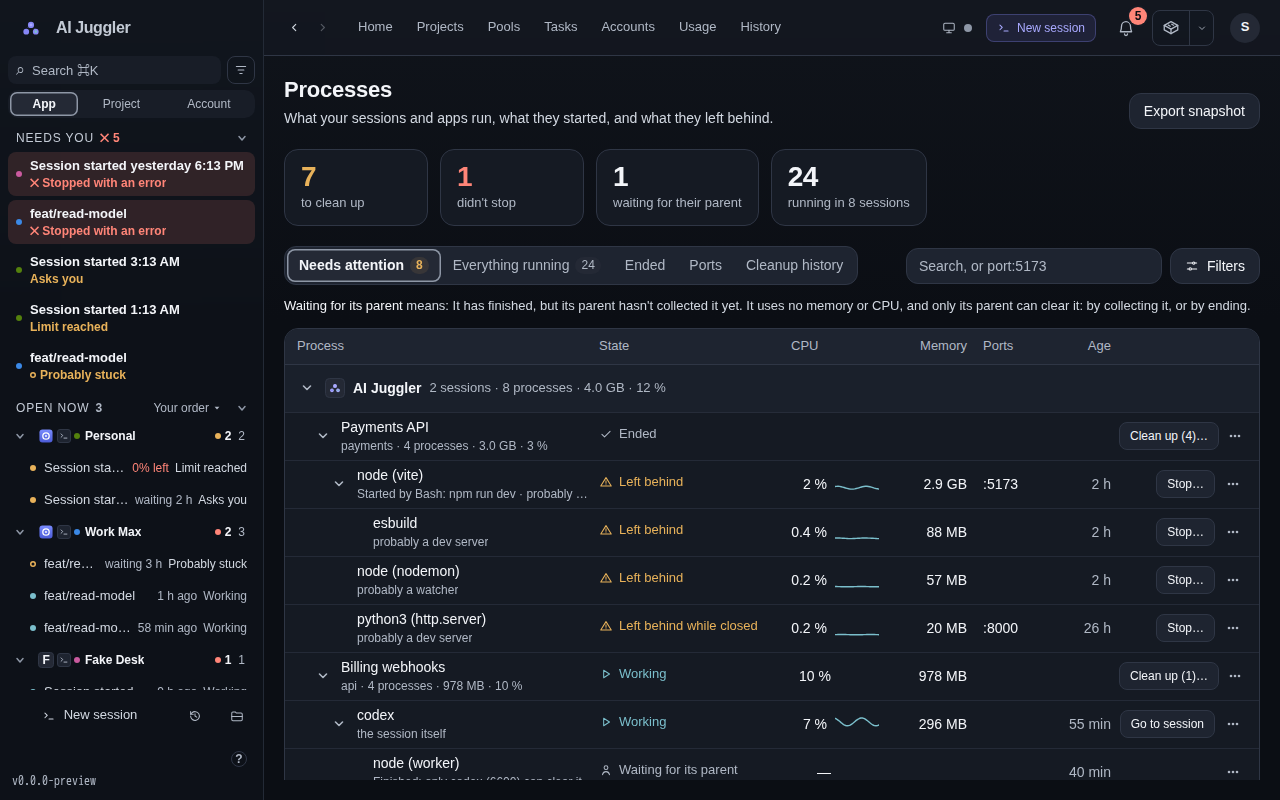 AI Juggler
Search ⌘K
App
Project
Account
NEEDS YOU 5
Session started yesterday 6:13 PM
Stopped with an error
feat/read-model
Stopped with an error
Session started 3:13 AM
Asks you
Session started 1:13 AM
Limit reached
feat/read-model
Probably stuck
OPEN NOW 3 Your order
Personal 2 2
Session sta… 0% left Limit reached
Session star… waiting 2 h Asks you
Work Max 2 3
feat/re… waiting 3 h Probably stuck
feat/read-model 1 h ago Working
feat/read-mo… 58 min ago Working
F Fake Desk 1 1
New session
?
v0.0.0-preview
Home
Projects
Pools
Tasks
Accounts
Usage
History
New session
5
S
Processes
What your sessions and apps run, what they started, and what they left behind.
Export snapshot
7
to clean up
1
didn't stop
1
waiting for their parent
24
running in 8 sessions
Needs attention 8
Everything running 24
Ended
Ports
Cleanup history
Search, or port:5173
Filters
Waiting for its parent means: It has finished, but its parent hasn't collected it yet. It uses no memory or CPU, and only its parent can clear it: by collecting it, or by ending.
Process State CPU Memory Ports Age
AI Juggler 2 sessions · 8 processes · 4.0 GB · 12 %
Payments API
payments · 4 processes · 3.0 GB · 3 %
Ended
Clean up (4)…
node (vite)
Started by Bash: npm run dev · probably …
Left behind 2 % 2.9 GB :5173 2 h Stop…
esbuild
probably a dev server
Left behind 0.4 % 88 MB 2 h Stop…
node (nodemon)
probably a watcher
Left behind 0.2 % 57 MB 2 h Stop…
python3 (http.server)
probably a dev server
Left behind while closed 0.2 % 20 MB :8000 26 h Stop…
Billing webhooks
api · 4 processes · 978 MB · 10 %
Working 10 % 978 MB Clean up (1)…
codex
the session itself
Working 7 % 296 MB 55 min Go to session
node (worker)
Waiting for its parent — 40 min